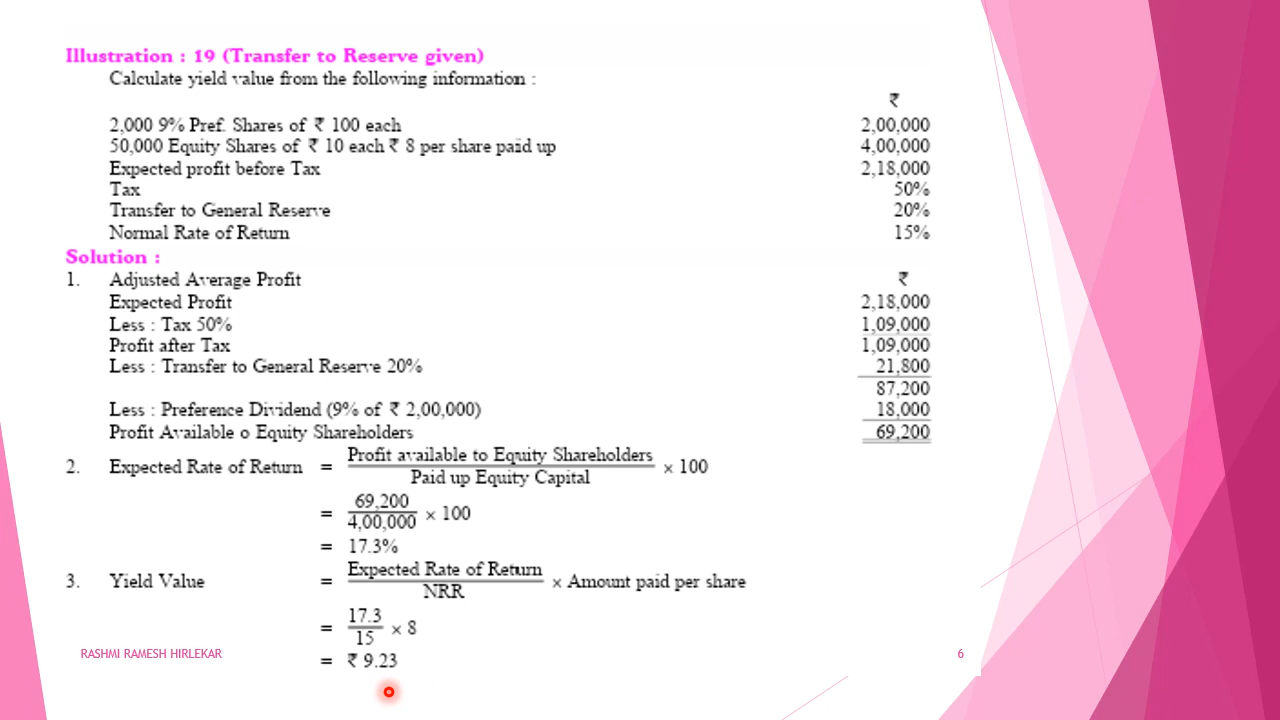 Illustration : 19 (Transfer to Reserve given)
Calculate yield value from the following information :
₹
2,000 9% Pref. Shares of ₹ 100 each 2,00,000
50,000 Equity Shares of ₹ 10 each ₹ 8 per share paid up 4,00,000
Expected profit before Tax 2,18,000
Tax 50%
Transfer to General Reserve 20%
Normal Rate of Return 15%
Solution :
1. Adjusted Average Profit ₹
Expected Profit 2,18,000
Less : Tax 50% 1,09,000
Profit after Tax 1,09,000
Less : Transfer to General Reserve 20% 21,800
87,200
Less : Preference Dividend (9% of ₹ 2,00,000) 18,000
Profit Available o Equity Shareholders 69,200
Profit available to Equity Shareholders
2. Expected Rate of Return = × 100
Paid up Equity Capital
69,200
= × 100
4,00,000
= 17.3%
Expected Rate of Return
3. Yield Value = × Amount paid per share
NRR
17.3
= × 8
15
= ₹ 9.23
RASHMI RAMESH HIRLEKAR 6